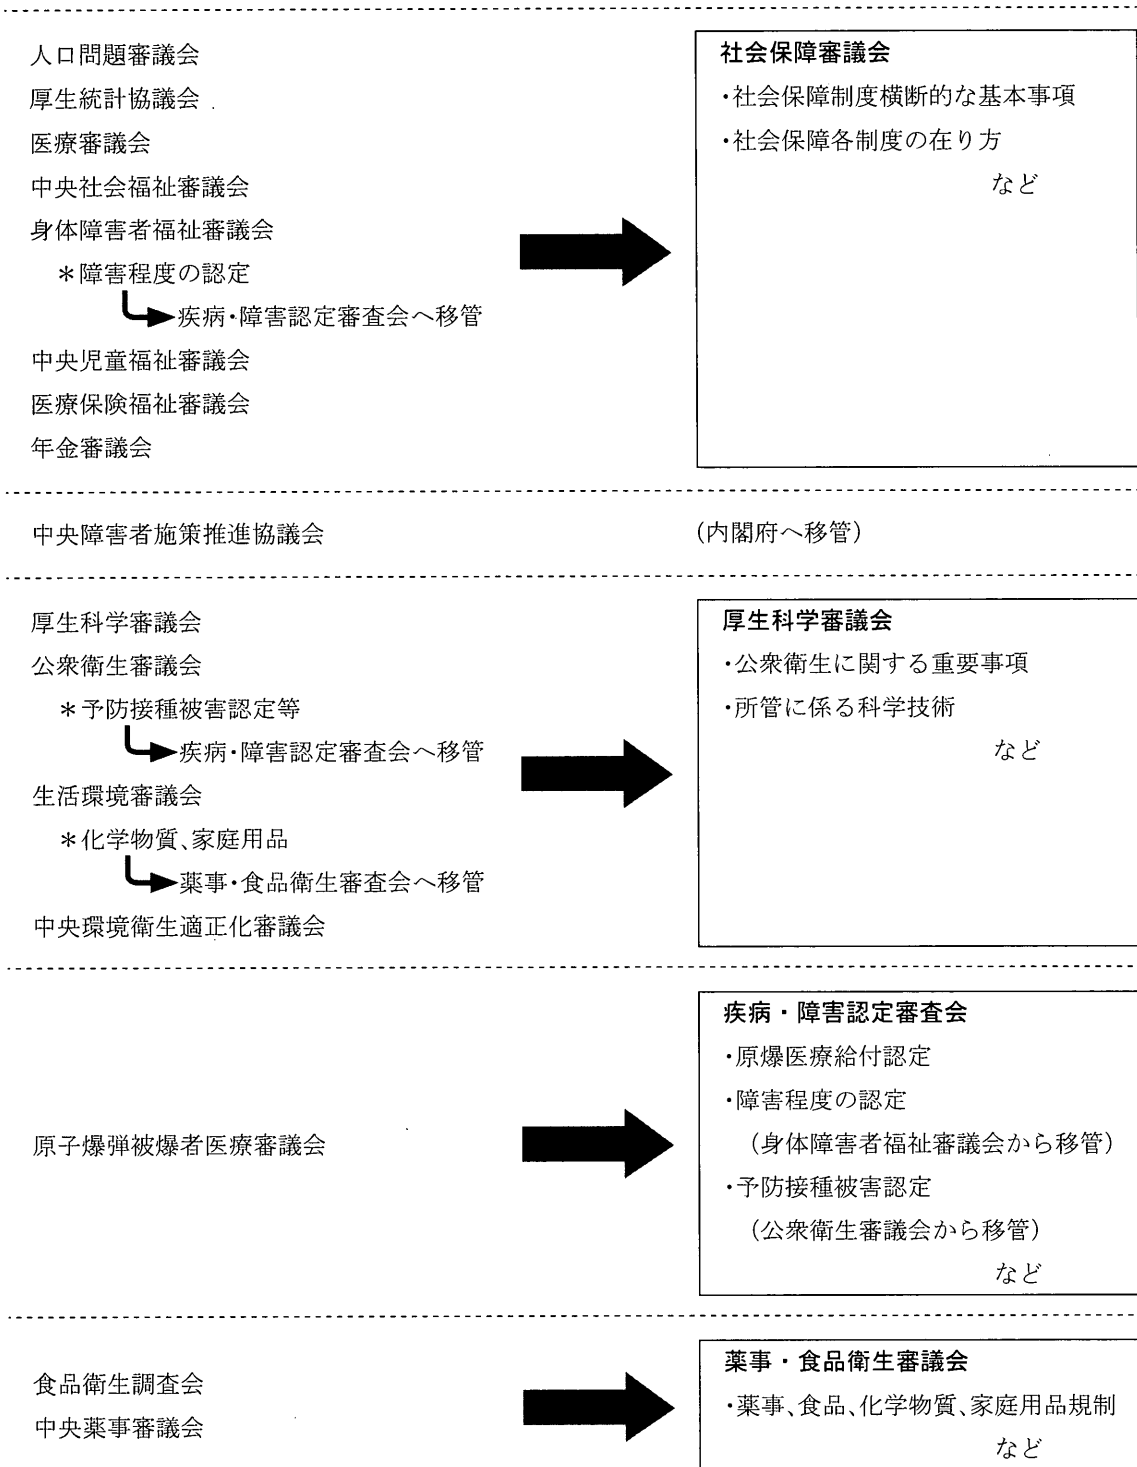 人口問題審議会
厚生統計協議会
医療審議会
中央社会福祉審議会
身体障害者福祉審議会
＊障害程度の認定
疾病・障害認定審査会へ移管
中央児童福祉審議会
医療保険福祉審議会
年金審議会
社会保障審議会
・社会保障制度横断的な基本事項
・社会保障各制度の在り方
など
中央障害者施策推進協議会
（内閣府へ移管）
厚生科学審議会
公衆衛生審議会
＊予防接種被害認定等
疾病・障害認定審査会へ移管
生活環境審議会
＊化学物質、家庭用品
薬事・食品衛生審査会へ移管
中央環境衛生適正化審議会
厚生科学審議会
・公衆衛生に関する重要事項
・所管に係る科学技術
など
原子爆弾被爆者医療審議会
疾病・障害認定審査会
・原爆医療給付認定
・障害程度の認定
（身体障害者福祉審議会から移管）
・予防接種被害認定
（公衆衛生審議会から移管）
など
食品衛生調査会
中央薬事審議会
薬事・食品衛生審議会
・薬事、食品、化学物質、家庭用品規制
など